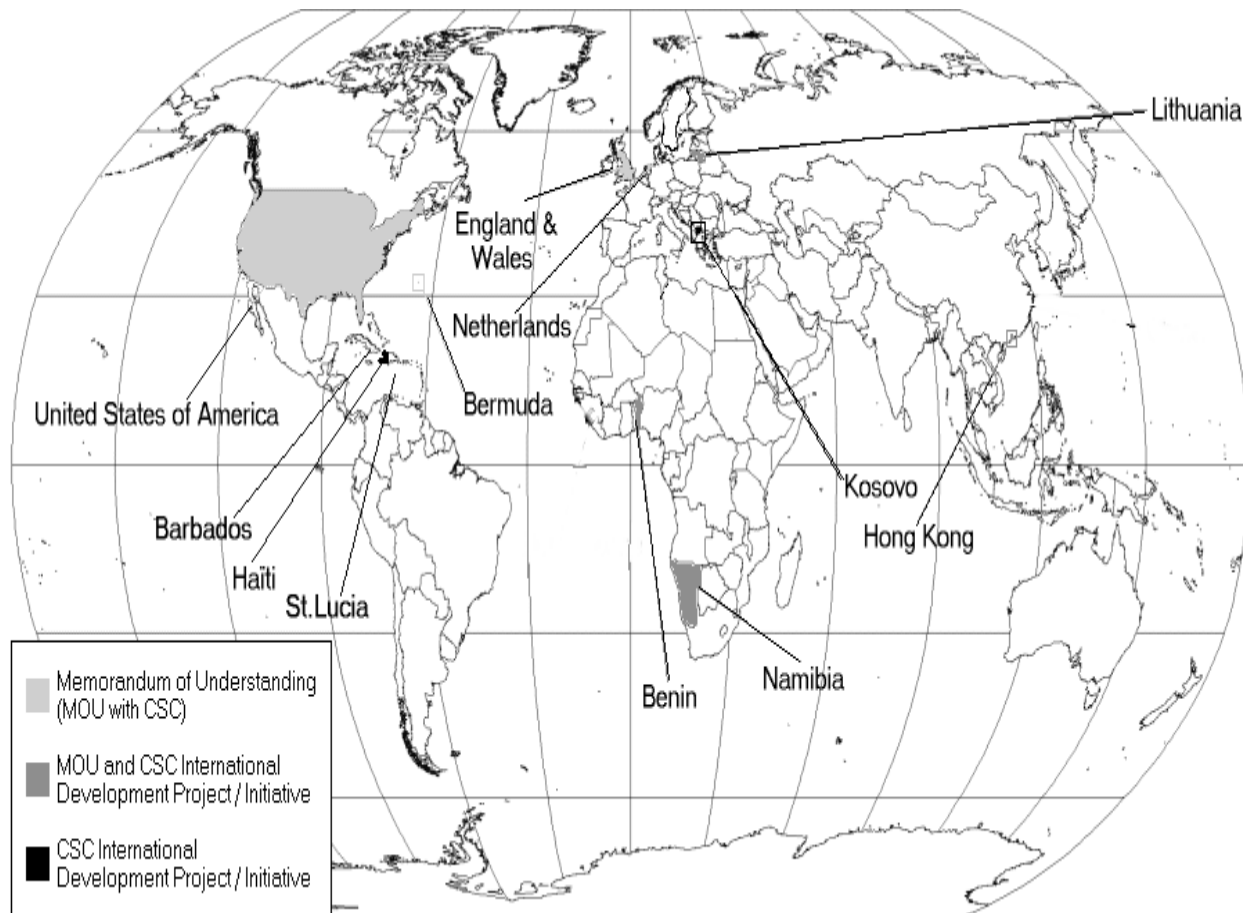 Lithuania
England &
Wales
Netherlands
Bermuda
United States of America
Kosovo
Hong Kong
Barbados
Haïti
St.Lucia
Namibia
Benin
Memorandum of Understanding
(MOU with CSC)
MOU and CSC International
Development Project / Initiative
CSC International
Development Project / Initiative